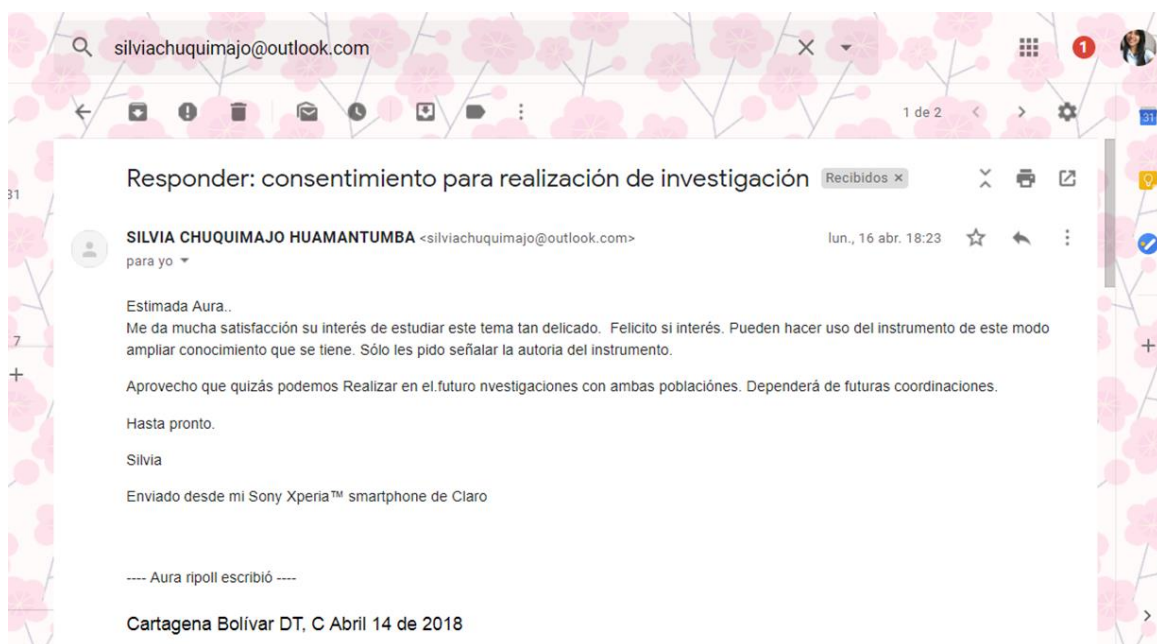 silviachuquimajo@outlook.com
1
1 de 2
31
Responder: consentimiento para realización de investigación Recibidos ×
31
SILVIA CHUQUIMAJO HUAMANTUMBA <silviachuquimajo@outlook.com> lun., 16 abr. 18:23
para yo
Estimada Aura..
Me da mucha satisfacción su interés de estudiar este tema tan delicado. Felicito si interés. Pueden hacer uso del instrumento de este modo
7
ampliar conocimiento que se tiene. Sólo les pido señalar la autoria del instrumento.
Aprovecho que quizás podemos Realizar en el.futuro nvestigaciones con ambas poblaciónes. Dependerá de futuras coordinaciones.
Hasta pronto.
Silvia
Enviado desde mi Sony Xperia™ smartphone de Claro
---- Aura ripoll escribió ----
Cartagena Bolívar DT, C Abril 14 de 2018